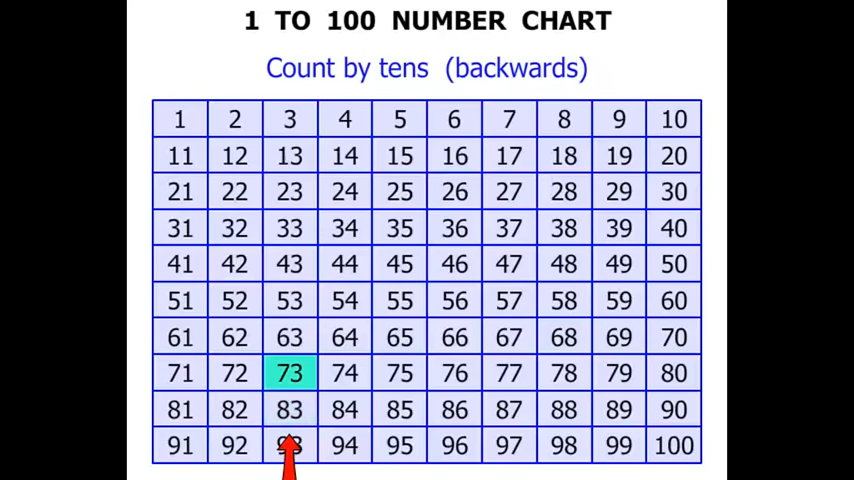 1 TO 100 NUMBER CHART
Count by tens (backwards)
1 2 3 4 5 6 7 8 9 10
11 12 13 14 15 16 17 18 19 20
21 22 23 24 25 26 27 28 29 30
31 32 33 34 35 36 37 38 39 40
41 42 43 44 45 46 47 48 49 50
51 52 53 54 55 56 57 58 59 60
61 62 63 64 65 66 67 68 69 70
71 72 73 74 75 76 77 78 79 80
81 82 83 84 85 86 87 88 89 90
91 92 93 94 95 96 97 98 99 100